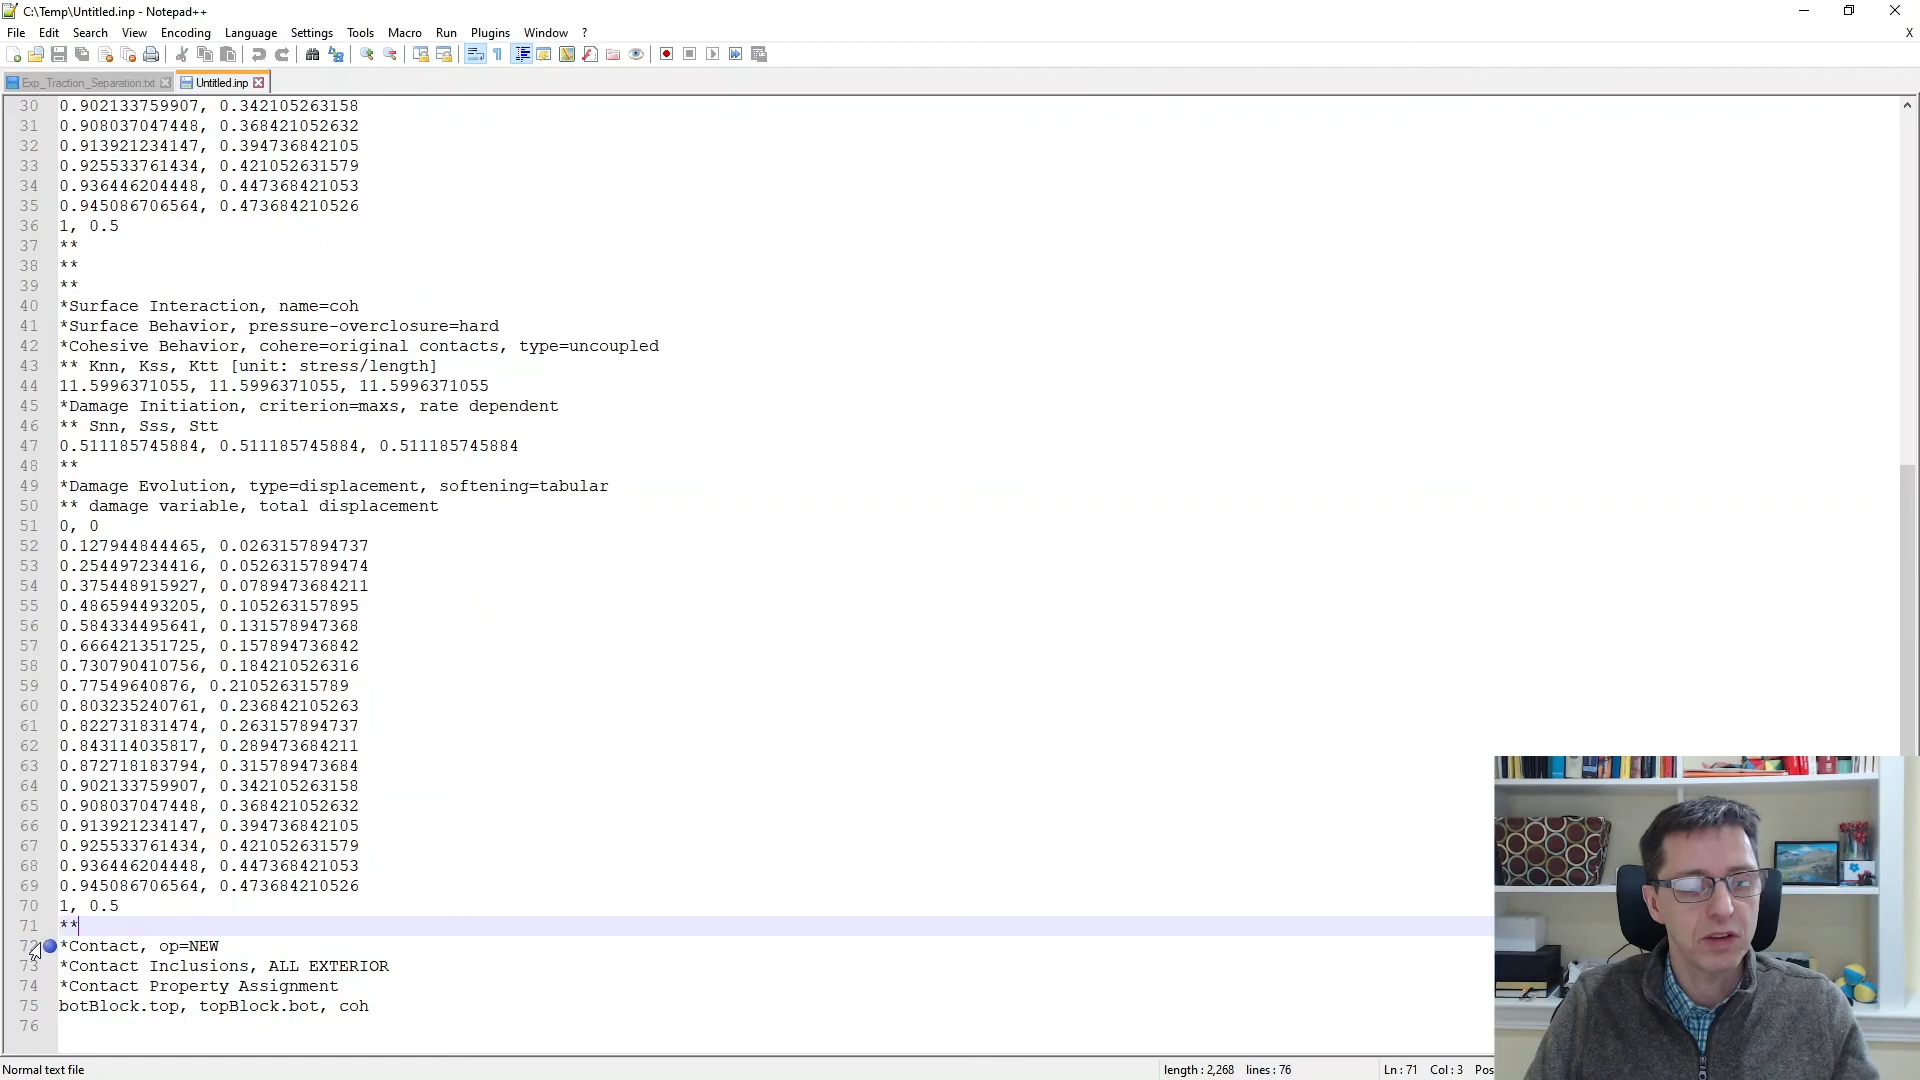 C:\Temp\Untitled.inp - Notepad++
File Edit Search View Encoding Language Settings Tools Macro Run Plugins Window ? X
Exp_Traction_Separation.txt Untitled.inp
30 0.902133759907, 0.342105263158
31 0.908037047448, 0.368421052632
32 0.913921234147, 0.394736842105
33 0.925533761434, 0.421052631579
34 0.936446204448, 0.447368421053
35 0.945086706564, 0.473684210526
36 1, 0.5
37 **
38 **
39 **
40 *Surface Interaction, name=coh
41 *Surface Behavior, pressure-overclosure=hard
42 *Cohesive Behavior, cohere=original contacts, type=uncoupled
43 ** Knn, Kss, Ktt [unit: stress/length]
44 11.5996371055, 11.5996371055, 11.5996371055
45 *Damage Initiation, criterion=maxs, rate dependent
46 ** Snn, Sss, Stt
47 0.511185745884, 0.511185745884, 0.511185745884
48 **
49 *Damage Evolution, type=displacement, softening=tabular
50 ** damage variable, total displacement
51 0, 0
52 0.127944844465, 0.0263157894737
53 0.254497234416, 0.0526315789474
54 0.375448915927, 0.0789473684211
55 0.486594493205, 0.105263157895
56 0.584334495641, 0.131578947368
57 0.666421351725, 0.157894736842
58 0.730790410756, 0.184210526316
59 0.77549640876, 0.210526315789
60 0.803235240761, 0.236842105263
61 0.822731831474, 0.263157894737
62 0.843114035817, 0.289473684211
63 0.872718183794, 0.315789473684
64 0.902133759907, 0.342105263158
65 0.908037047448, 0.368421052632
66 0.913921234147, 0.394736842105
67 0.925533761434, 0.421052631579
68 0.936446204448, 0.447368421053
69 0.945086706564, 0.473684210526
70 1, 0.5
71 **
72 *Contact, op=NEW
73 *Contact Inclusions, ALL EXTERIOR
74 *Contact Property Assignment
75 botBlock.top, topBlock.bot, coh
76
Normal text file length : 2,268 lines : 76 Ln : 71 Col : 3 Pos